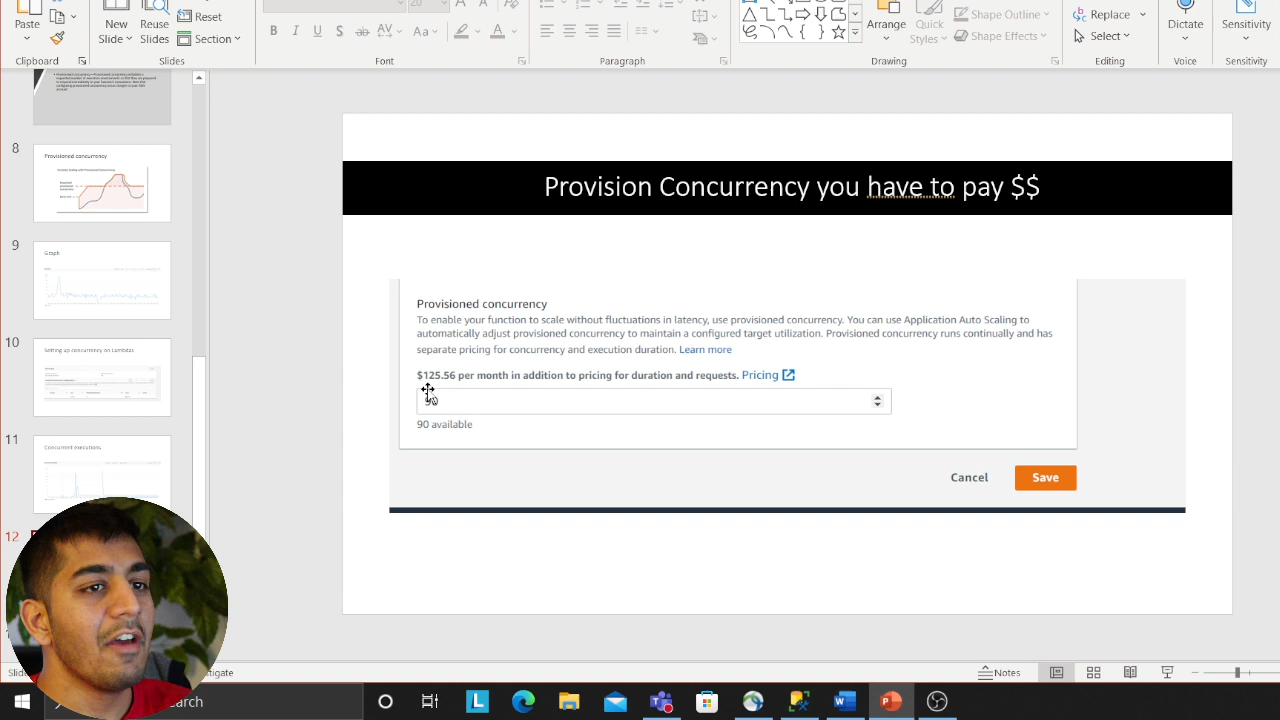 Paste
New
Slide
Reuse
Slides
Reset
Section
20
Aa
B I U S ab AV Aa A
Arrange
Quick
Styles
Shape Outline
Shape Effects
Replace
Select
Dictate
Sensitivity
Clipboard
Slides
Font
Paragraph
Drawing
Editing
Voice
Sensitivity
8
Provisioned concurrency
9
Graph
10
Setting up concurrency on Lambdas
11
Concurrent executions
12
Provision Concurrency you have to pay $$
Provisioned concurrency
To enable your function to scale without fluctuations in latency, use provisioned concurrency. You can use Application Auto Scaling to
automatically adjust provisioned concurrency to maintain a configured target utilization. Provisioned concurrency runs continually and has
separate pricing for concurrency and execution duration. Learn more
$125.56 per month in addition to pricing for duration and requests. Pricing
90 available
Cancel
Save
Notes